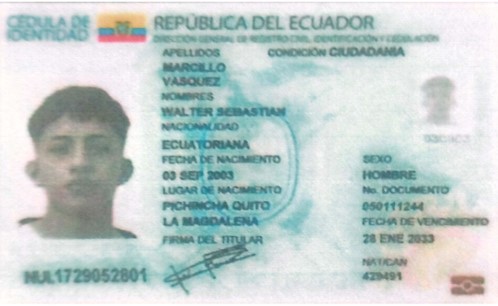 CÉDULA DE IDENTIDAD
REPÚBLICA DEL ECUADOR
DIRECCIÓN GENERAL DE REGISTRO CIVIL, IDENTIFICACIÓN Y CEDULACIÓN
APELLIDOS CONDICIÓN CIUDADANIA
MARCILLO
VASQUEZ
NOMBRES
WALTER SEBASTIAN
NACIONALIDAD
ECUATORIANA
FECHA DE NACIMIENTO SEXO
03 SEP 2003 HOMBRE
LUGAR DE NACIMIENTO No. DOCUMENTO
PICHINCHA QUITO 050111244
LA MAGDALENA FECHA DE VENCIMIENTO
FIRMA DEL TITULAR 28 ENE 2033
NAT/CAN
NUI.1729052801 429491